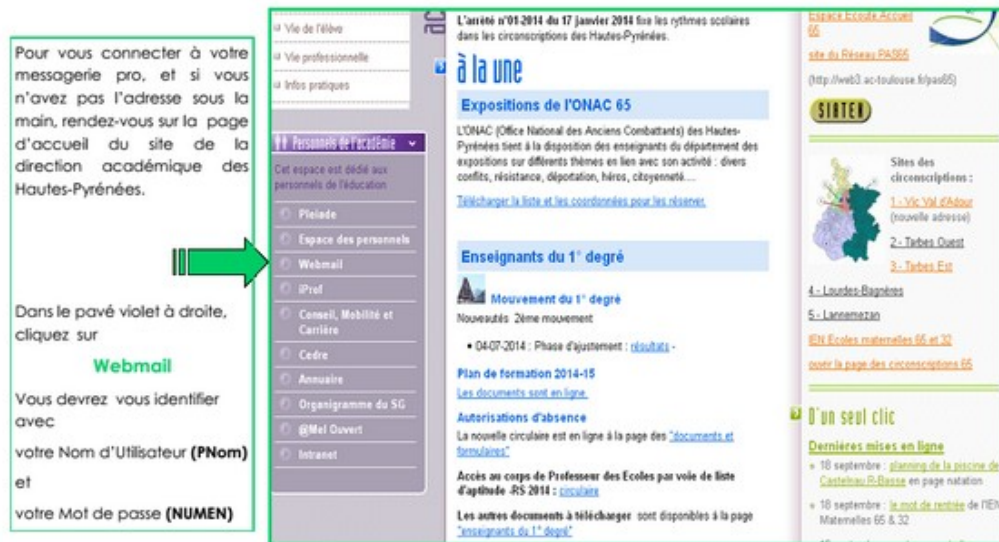 Pour vous connecter à votre
messagerie pro, et si vous
n'avez pas l'adresse sous la
main, rendez-vous sur la page
d'accueil du site de la
direction académique des
Hautes-Pyrénées.
Dans le pavé violet à droite,
cliquez sur
Webmail
Vous devrez vous identifier
avec
votre Nom d'Utilisateur (PNom)
et
votre Mot de passe (NUMEN)
Vie de l'élève
Vie professionnelle
Infos pratiques
Personnels de l'académie
Cet espace est dédié aux
personnels de l'éducation
Pleiade
Espace des personnels
Webmail
iProf
Conseil, Mobilité et
Carrière
Cedre
Annuaire
Organigramme du SG
@Mel Ouvert
Intranet
ac
L'arrêté n°01-2014 du 17 janvier 2014 fixe les rythmes scolaires
dans les circonscriptions des Hautes-Pyrénées.
à la une
Expositions de l'ONAC 65
L'ONAC (Office National des Anciens Combattants) des Hautes-
Pyrénées tient à la disposition des enseignants du département des
expositions sur différents thèmes en lien avec son activité : divers
conflits, résistance, déportation, héros, citoyenneté....
Télécharger la liste et les coordonnées pour les réserver.
Enseignants du 1° degré
Mouvement du 1° degré
Nouveautés 2ème mouvement
• 04-07-2014 : Phase d'ajustement : résultats -
Plan de formation 2014-15
Les documents sont en ligne.
Autorisations d'absence
La nouvelle circulaire est en ligne à la page des "documents et
formulaires"
Accès au corps de Professeur des Ecoles par voie de liste
d'aptitude -RS 2014 : circulaire
Les autres documents à télécharger sont disponibles à la page
"enseignants du 1° degré"
Espace Ecoute Accueil
65
site du Réseau PAS65
(http://web3.ac-toulouse.fr/pas65)
SIATEN
Sites des
circonscriptions :
1 - Vic Val d'Adour
(nouvelle adresse)
2 - Tarbes Ouest
3 - Tarbes Est
4 - Lourdes-Bagnères
5 - Lannemezan
IEN Ecoles maternelles 65 et 32
ouvrir la page des circonscriptions 65
D'un seul clic
Dernières mises en ligne
18 septembre : planning de la piscine de
Castelnau R-Basse en page natation
18 septembre : le mot de rentrée de l'IEN
Maternelles 65 & 32